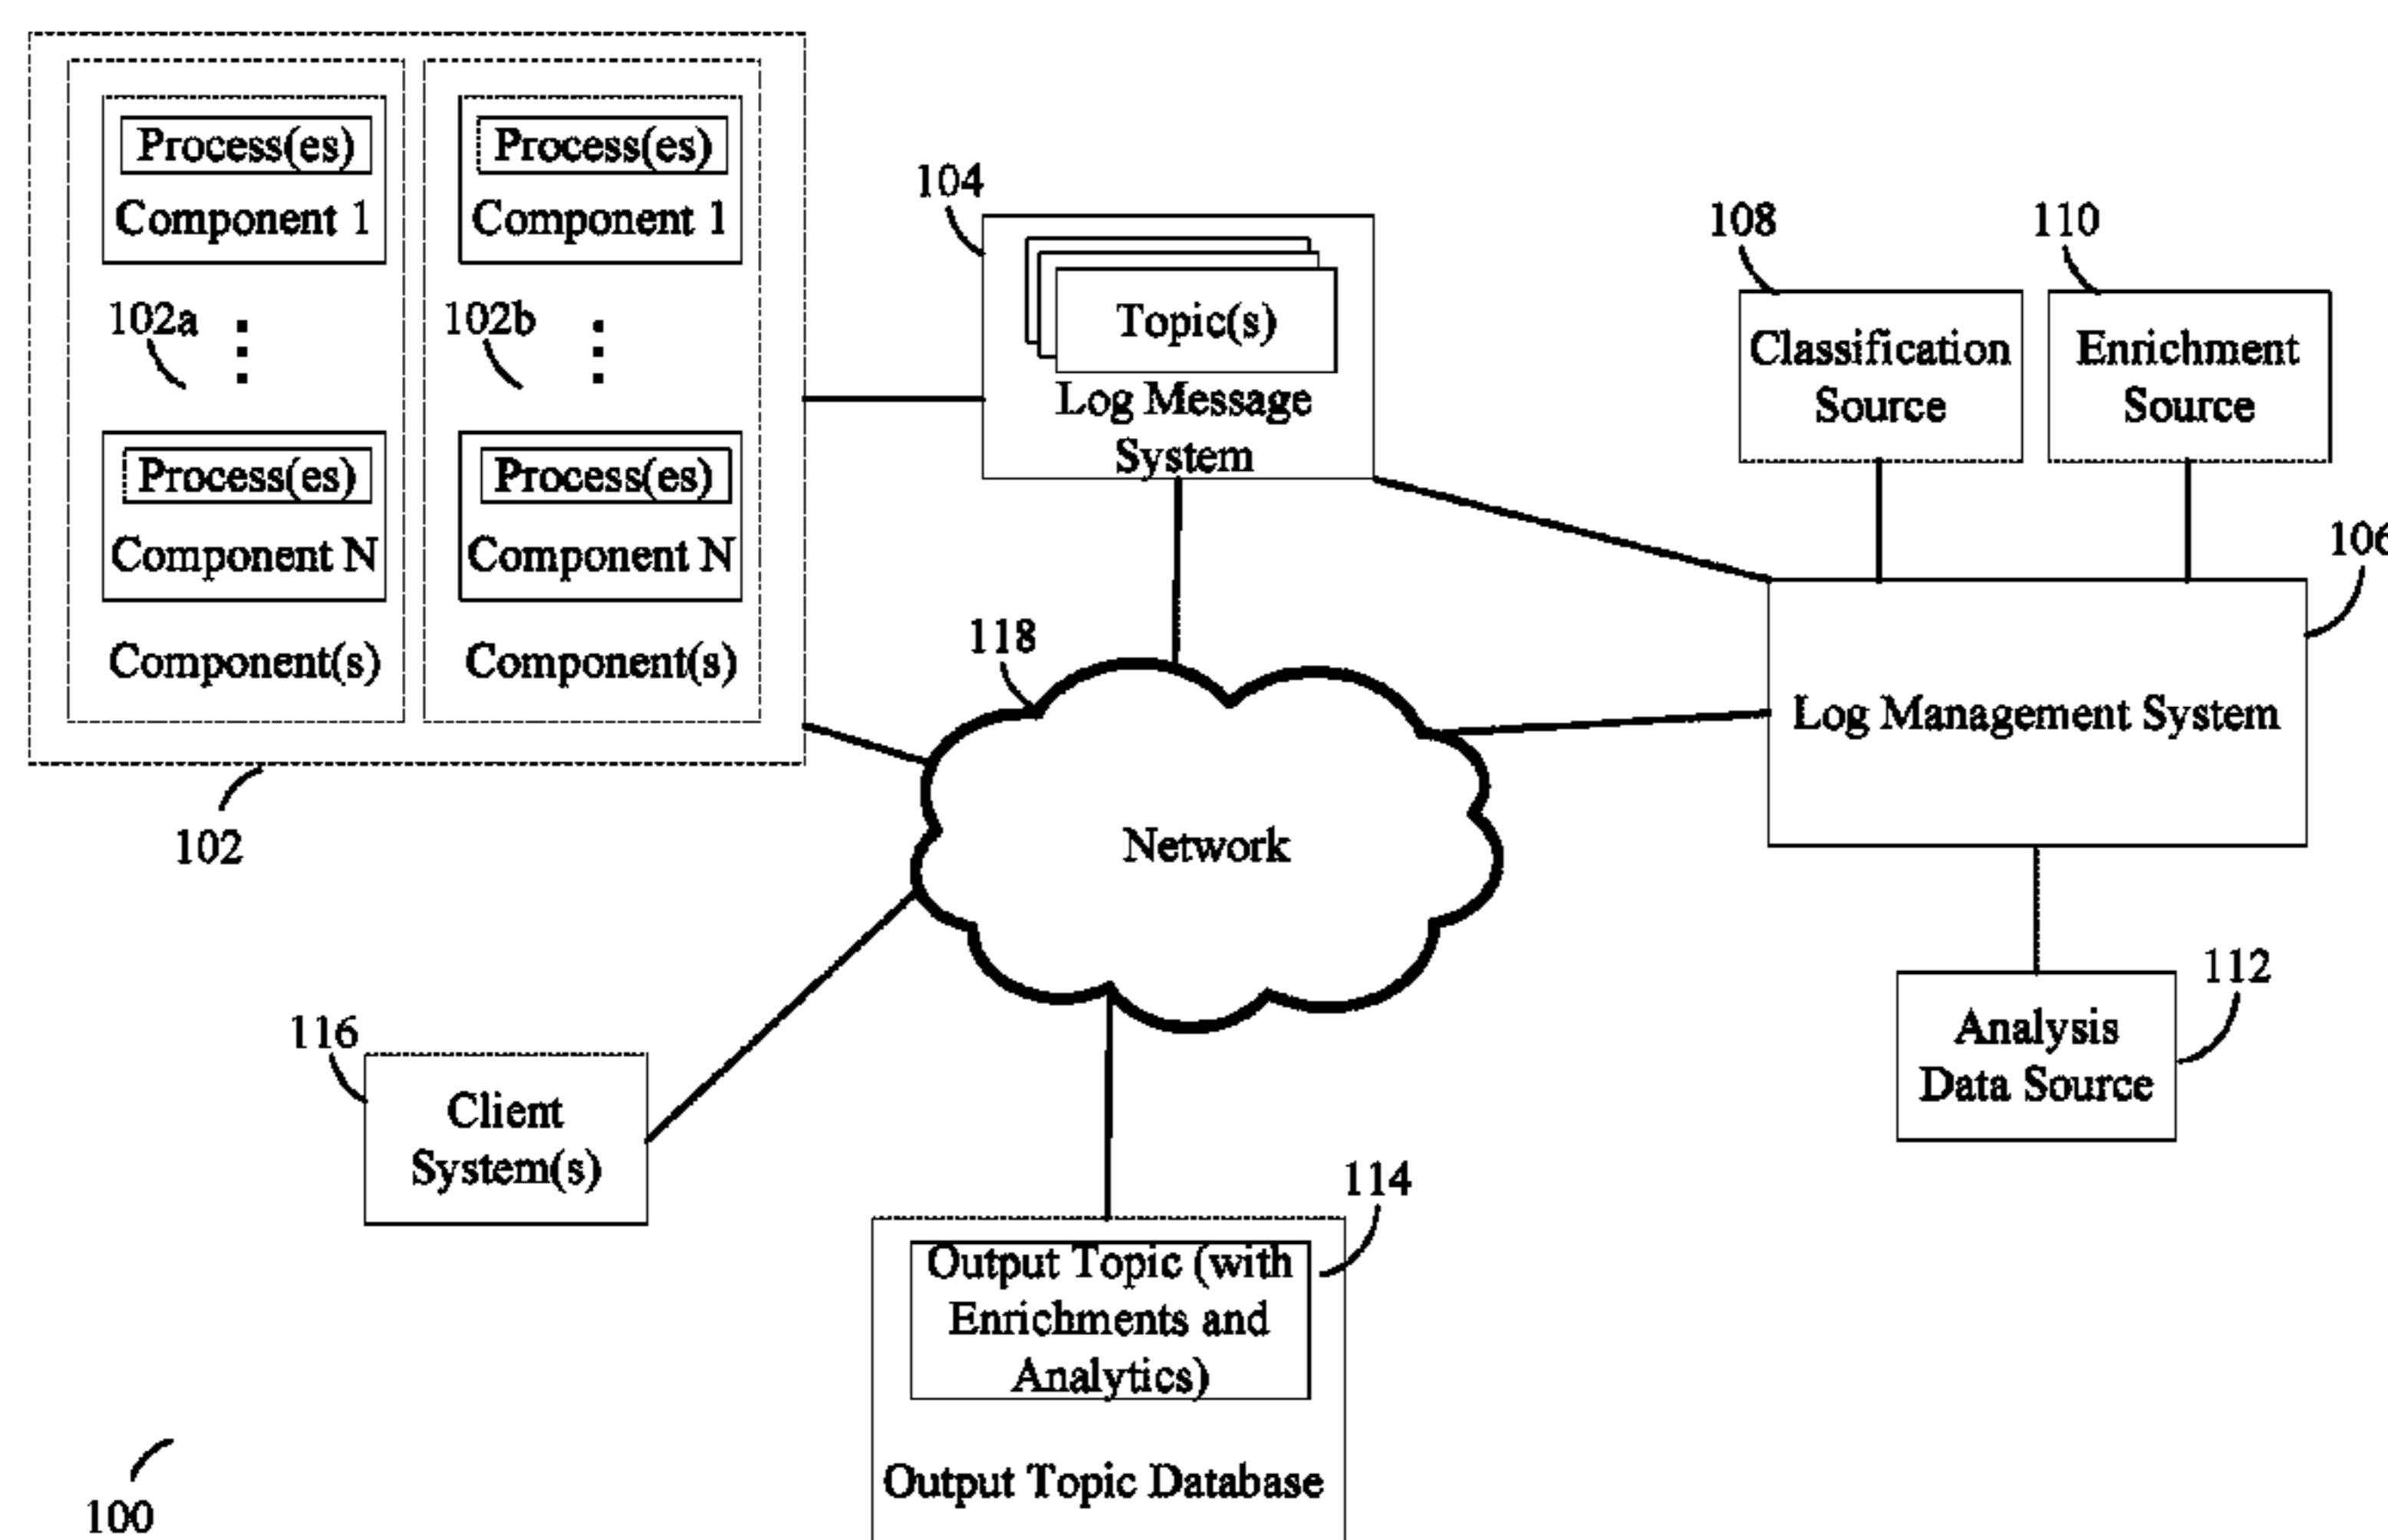 Process(es)
Component 1
102a
Process(es)
Component N
Component(s)
Process(es)
Component 1
102b
Process(es)
Component N
Component(s)
102
104
Topic(s)
Log Message
System
108
Classification
Source
110
Enrichment
Source
106
Log Management System
118
Network
112
Analysis
Data Source
116
Client
System(s)
114
Output Topic (with
Enrichments and
Analytics)
Output Topic Database
100